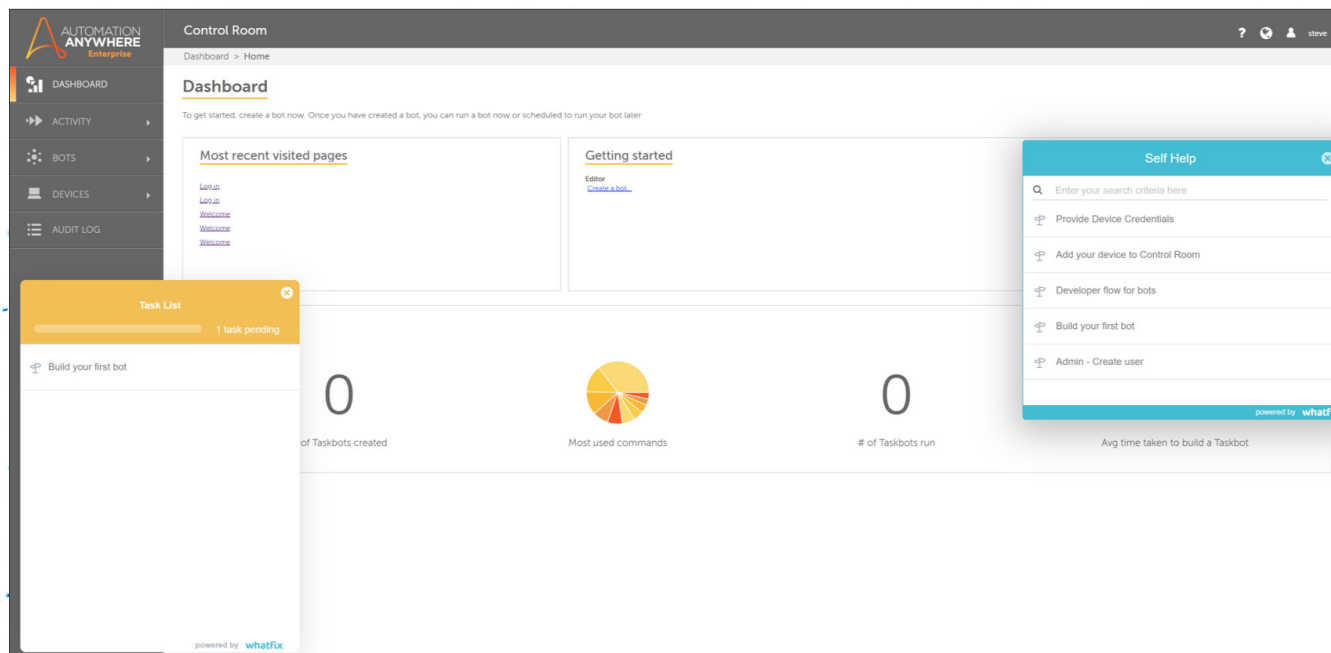 AUTOMATION
ANYWHERE
Enterprise
Control Room
steve
Dashboard > Home
DASHBOARD
ACTIVITY
BOTS
DEVICES
AUDIT LOG
Dashboard
To get started, create a bot now. Once you have created a bot, you can run a bot now or scheduled to run your bot later
Most recent visited pages
Log in
Log in
Welcome
Welcome
Welcome
Getting started
Editor
Create a bot...
Self Help
Enter your search criteria here
Provide Device Credentials
Add your device to Control Room
Developer flow for bots
Build your first bot
Admin - Create user
powered by whatfi
Task List
1 task pending
Build your first bot
powered by whatfix
0
of Taskbots created
Most used commands
0
# of Taskbots run
Avg time taken to build a Taskbot